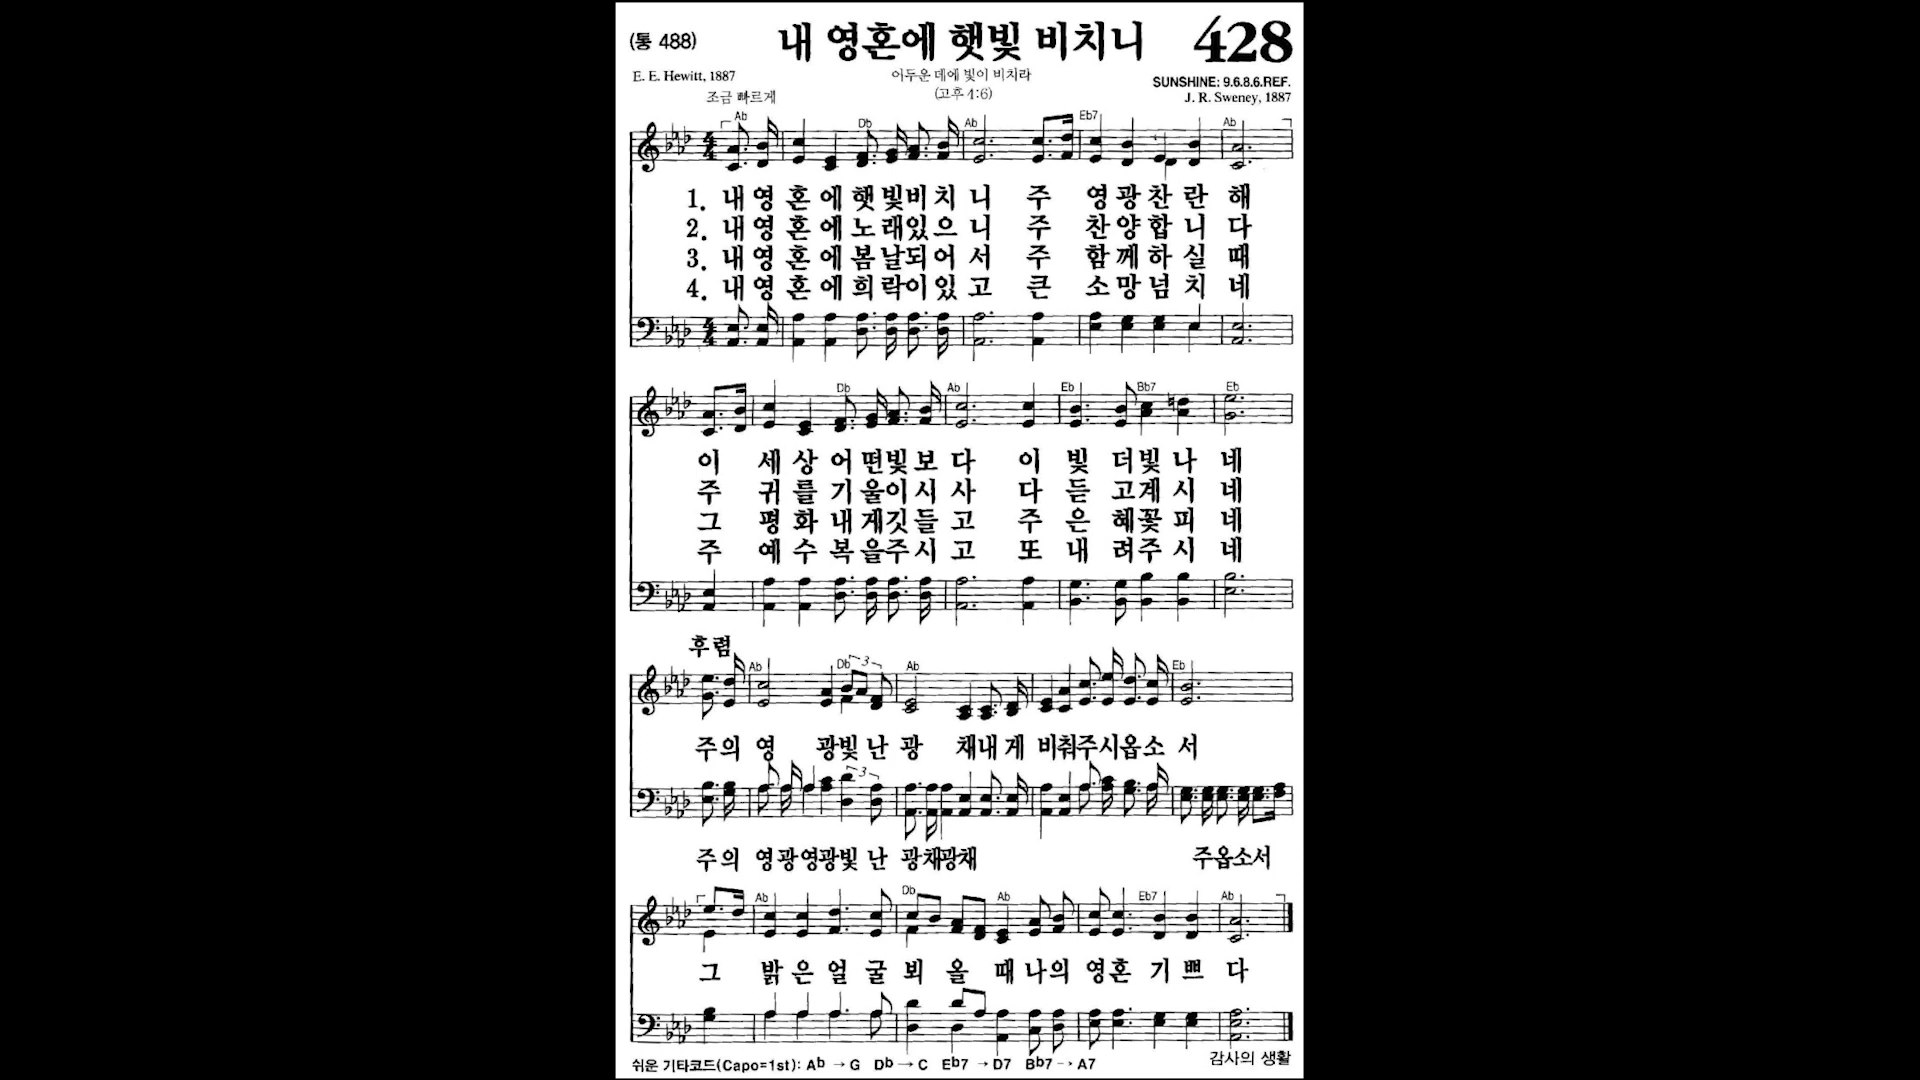 (통 488) 내 영혼에 햇빛 비치니 428
E. E. Hewitt, 1887 어두운 데에 빛이 비치라 SUNSHINE: 9.6.8.6.REF.
조금 빠르게 (고후 4:6) J. R. Sweney, 1887
Ab Db Ab Eb7 Ab
1. 내 영 혼 에 햇 빛 비 치 니 주 영 광 찬 란 해
2. 내 영 혼 에 노 래 있 으 니 주 찬 양 합 니 다
3. 내 영 혼 에 봄 날 되 어 서 주 함 께 하 실 때
4. 내 영 혼 에 희 락 이 있 고 큰 소 망 넘 치 네
Db Ab Eb Bb7 Eb
이 세 상 어 떤 빛 보 다 이 빛 더 빛 나 네
주 귀 를 기 울 이 시 사 다 듣 고 계 시 네
그 평 화 내 게 깃 들 고 주 은 혜 꽃 피 네
주 예 수 복 을 주 시 고 또 내 려 주 시 네
후렴
Ab Db 3 Ab Eb
주 의 영 광 빛 난 광 채 내 게 비 춰 주 시 옵 소 서
3
주 의 영 광 영 광 빛 난 광 채 광 채 주 옵 소 서
Ab Db Ab Eb7 Ab
그 밝 은 얼 굴 뵈 올 때 나 의 영 혼 기 쁘 다
쉬운 기타코드(Capo=1st): Ab → G Db → C Eb7 → D7 Bb7 → A7 감사의 생활